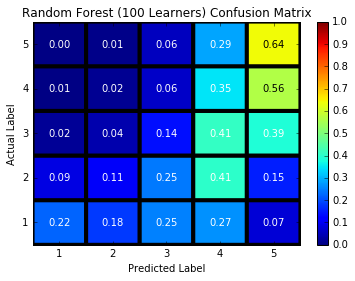 Random Forest (100 Learners) Confusion Matrix
Actual Label
5 0.00 0.01 0.06 0.29 0.64
4 0.01 0.02 0.06 0.35 0.56
3 0.02 0.04 0.14 0.41 0.39
2 0.09 0.11 0.25 0.41 0.15
1 0.22 0.18 0.25 0.27 0.07
1 2 3 4 5
Predicted Label
1.0
0.9
0.8
0.7
0.6
0.5
0.4
0.3
0.2
0.1
0.0